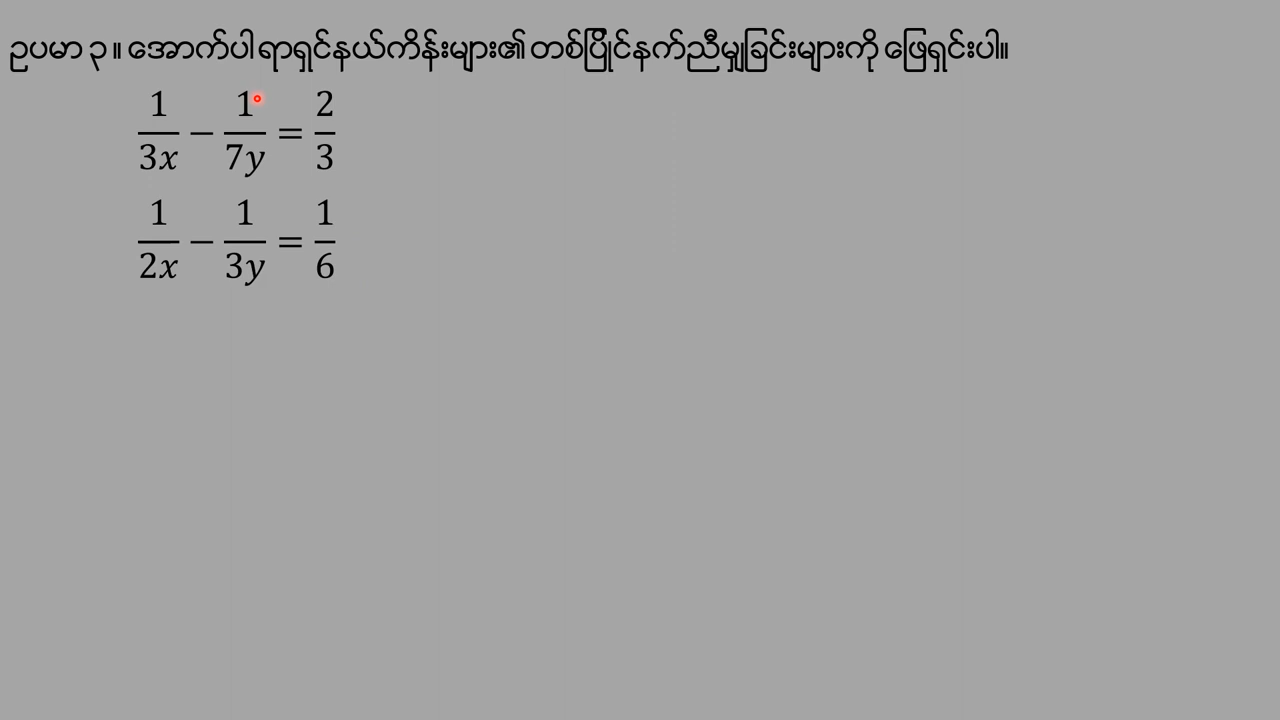 ဥပမာ ၃ ။ အောက်ပါ ရာရှင်နယ်ကိန်းများ၏ တစ်ပြိုင်နက်ညီမျှခြင်းများကို ဖြေရှင်းပါ။
1/(3x) − 1/(7y) = 2/3
1/(2x) − 1/(3y) = 1/6